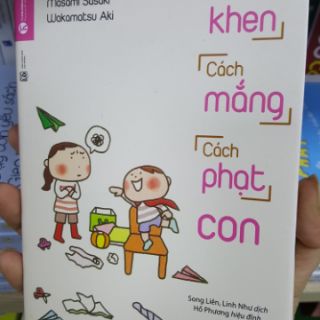 Masami Sasaki
Wakamatsu Aki
khen
Cách
mắng
Cách
phạt
con
Song Liên, Linh Như dịch
Hồ Phương hiệu đính